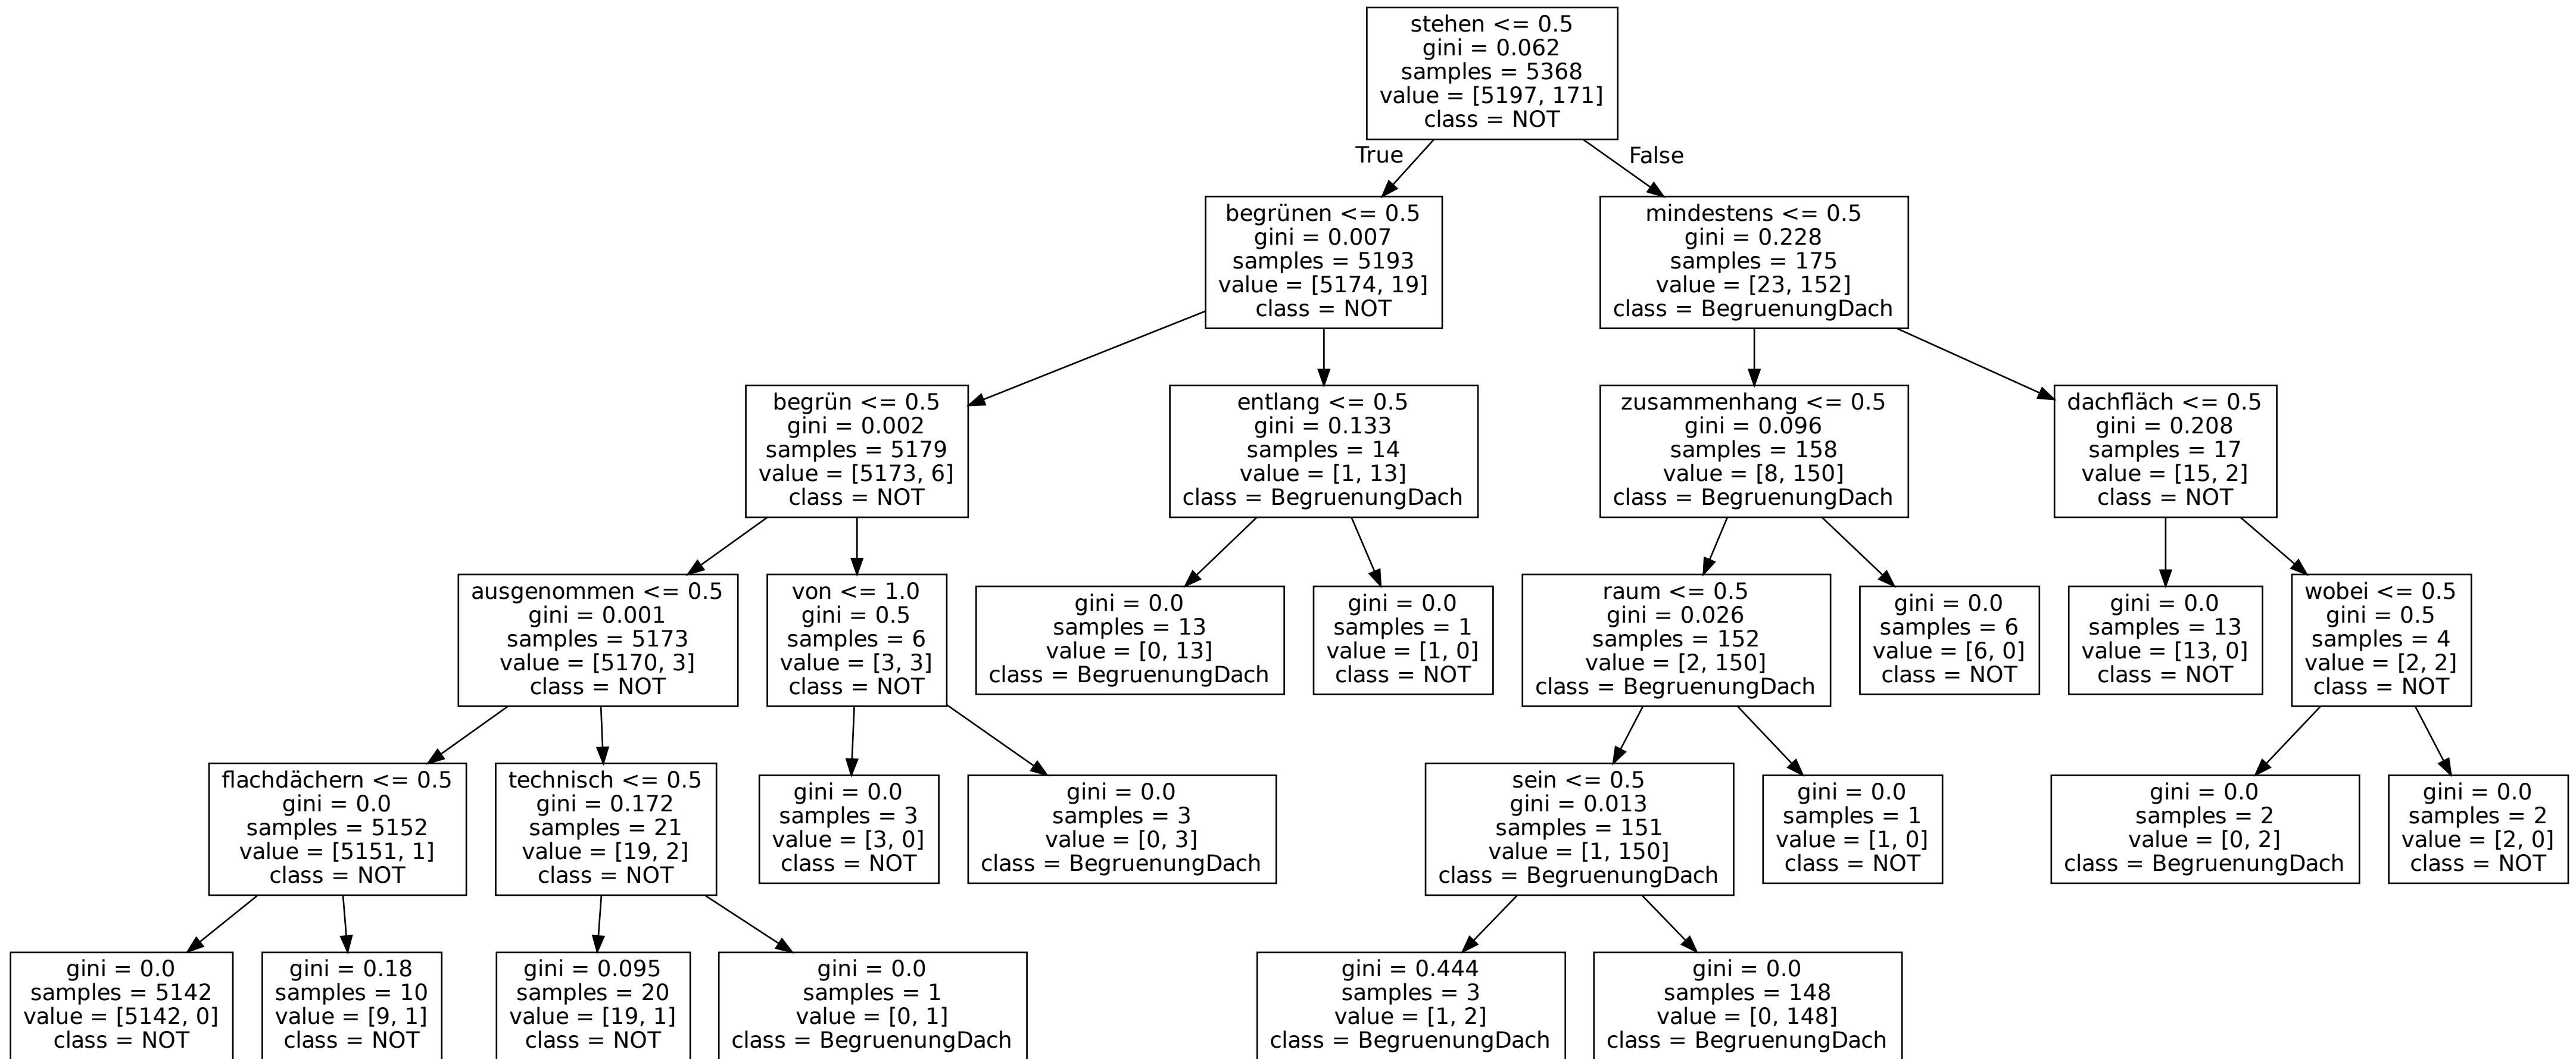 stehen <= 0.5
gini = 0.062
samples = 5368
value = [5197, 171]
class = NOT
True
False
begrünen <= 0.5
gini = 0.007
samples = 5193
value = [5174, 19]
class = NOT
mindestens <= 0.5
gini = 0.228
samples = 175
value = [23, 152]
class = BegruenungDach
begrün <= 0.5
gini = 0.002
samples = 5179
value = [5173, 6]
class = NOT
entlang <= 0.5
gini = 0.133
samples = 14
value = [1, 13]
class = BegruenungDach
zusammenhang <= 0.5
gini = 0.096
samples = 158
value = [8, 150]
class = BegruenungDach
dachfläch <= 0.5
gini = 0.208
samples = 17
value = [15, 2]
class = NOT
ausgenommen <= 0.5
gini = 0.001
samples = 5173
value = [5170, 3]
class = NOT
von <= 1.0
gini = 0.5
samples = 6
value = [3, 3]
class = NOT
gini = 0.0
samples = 13
value = [0, 13]
class = BegruenungDach
gini = 0.0
samples = 1
value = [1, 0]
class = NOT
raum <= 0.5
gini = 0.026
samples = 152
value = [2, 150]
class = BegruenungDach
gini = 0.0
samples = 6
value = [6, 0]
class = NOT
gini = 0.0
samples = 13
value = [13, 0]
class = NOT
wobei <= 0.5
gini = 0.5
samples = 4
value = [2, 2]
class = NOT
flachdächern <= 0.5
gini = 0.0
samples = 5152
value = [5151, 1]
class = NOT
technisch <= 0.5
gini = 0.172
samples = 21
value = [19, 2]
class = NOT
gini = 0.0
samples = 3
value = [3, 0]
class = NOT
gini = 0.0
samples = 3
value = [0, 3]
class = BegruenungDach
sein <= 0.5
gini = 0.013
samples = 151
value = [1, 150]
class = BegruenungDach
gini = 0.0
samples = 1
value = [1, 0]
class = NOT
gini = 0.0
samples = 2
value = [0, 2]
class = BegruenungDach
gini = 0.0
samples = 2
value = [2, 0]
class = NOT
gini = 0.0
samples = 5142
value = [5142, 0]
class = NOT
gini = 0.18
samples = 10
value = [9, 1]
class = NOT
gini = 0.095
samples = 20
value = [19, 1]
class = NOT
gini = 0.0
samples = 1
value = [0, 1]
class = BegruenungDach
gini = 0.444
samples = 3
value = [1, 2]
class = BegruenungDach
gini = 0.0
samples = 148
value = [0, 148]
class = BegruenungDach